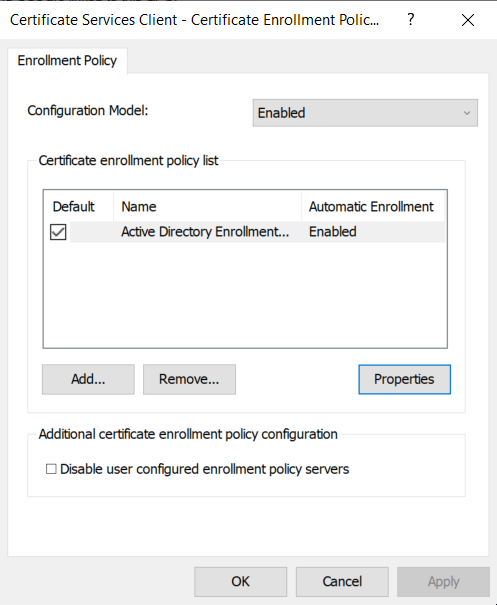 Certificate Services Client - Certificate Enrollment Polic... ?
Enrollment Policy
Configuration Model: Enabled
Certificate enrollment policy list
Default Name Automatic Enrollment
Active Directory Enrollment... Enabled
Add... Remove... Properties
Additional certificate enrollment policy configuration
Disable user configured enrollment policy servers
OK Cancel Apply